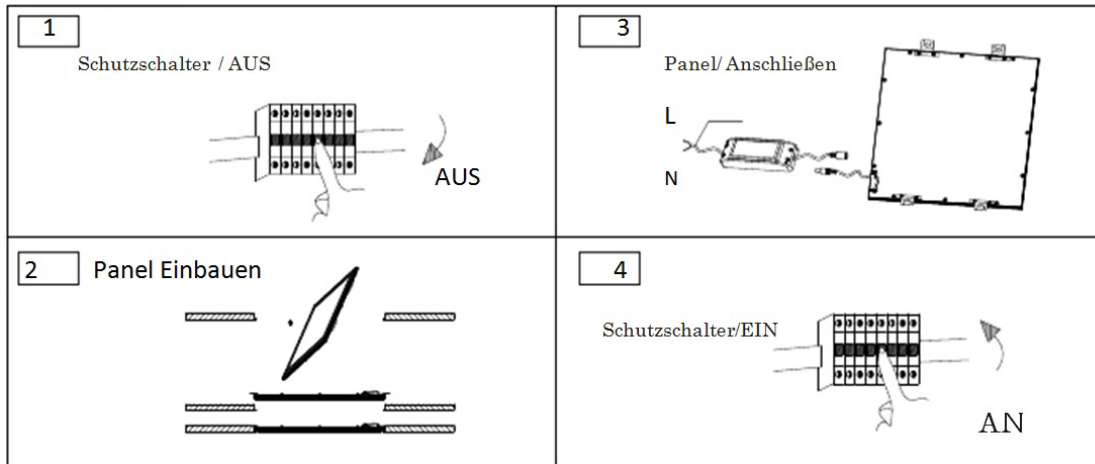 1
Schutzschalter / AUS
AUS
2
Panel Einbauen
3
Panel/ Anschließen
L
N
4
Schutzschalter/EIN
AN